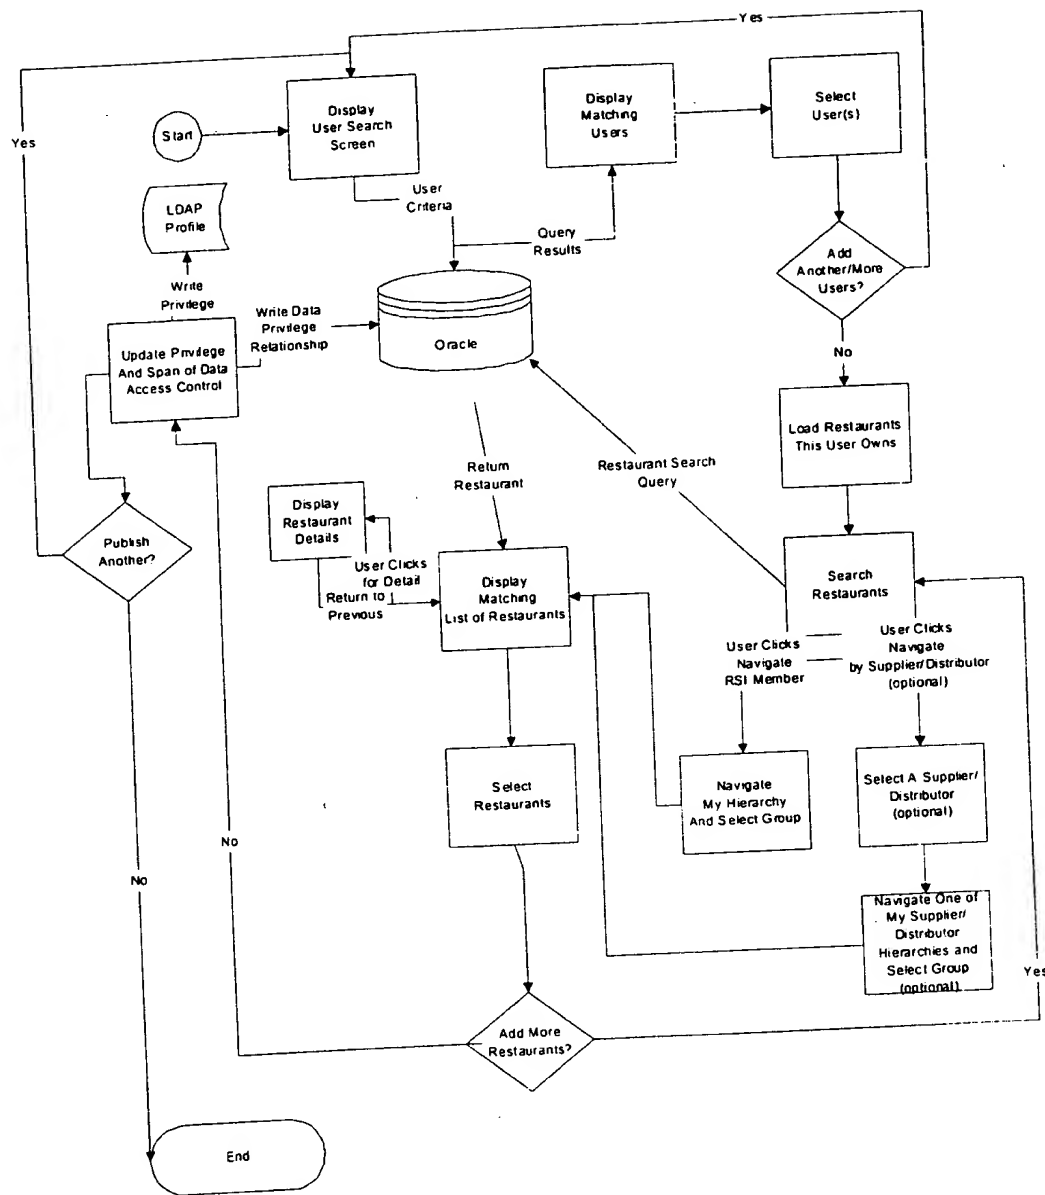 Yes
Yes
Start
Display
User Search
Screen
Display
Matching
Users
Select
User(s)
LDAP
Profile
User
Criteria
Query
Results
Add
Another/More
Users?
Write
Privilege
Write Data
Privilege
Relationship
Oracle
No
Update Privilege
And Span of Data
Access Control
Load Restaurants
This User Owns
Return
Restaurant
Restaurant Search
Query
Display
Restaurant
Details
Publish
Another?
User Clicks
for Detail
Return to
Previous
Display
Matching
List of Restaurants
Search
Restaurants
User Clicks
Navigate
RSI Member
User Clicks
Navigate
by Supplier/Distributor
(optional)
Select
Restaurants
Navigate
My Hierarchy
And Select Group
Select A Supplier/
Distributor
(optional)
No
No
Navigate One of
My Supplier/
Distributor
Hierarchies and
Select Group
(optional)
Yes
Add More
Restaurants?
End